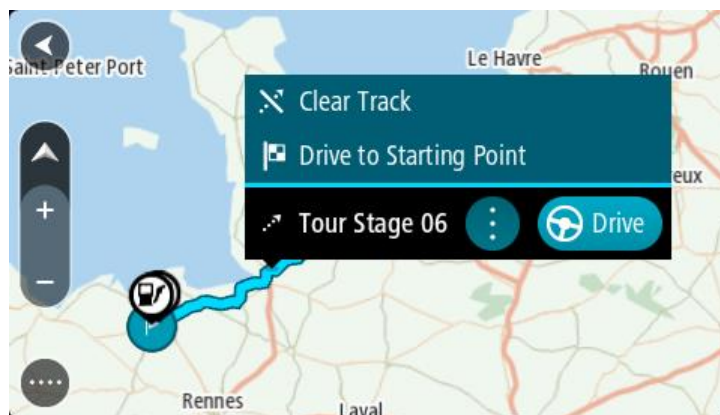 Saint Peter Port
Le Havre
Rouen
Clear Track
Drive to Starting Point
eux
Tour Stage 06
Drive
Rennes
Laval